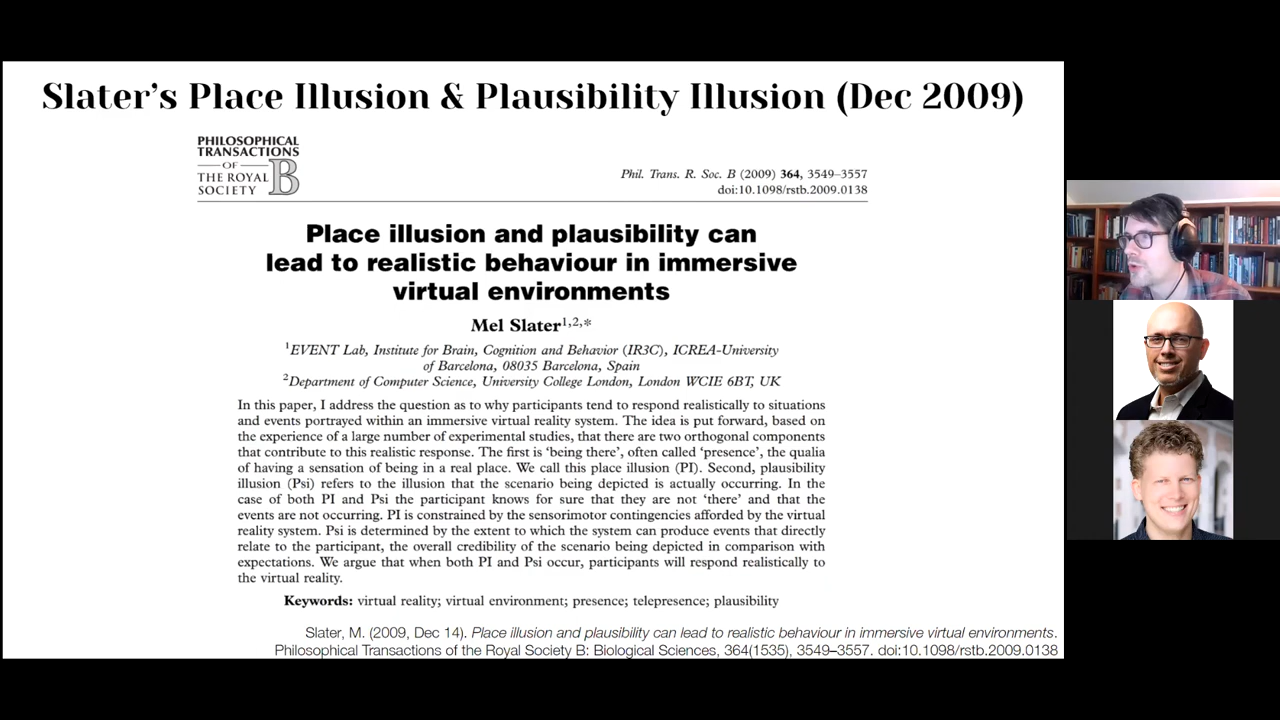 Slater's Place Illusion & Plausibility Illusion (Dec 2009)
PHILOSOPHICAL
TRANSACTIONS
OF
THE ROYAL
SOCIETY B
Phil. Trans. R. Soc. B (2009) 364, 3549–3557
doi:10.1098/rstb.2009.0138
Place illusion and plausibility can
lead to realistic behaviour in immersive
virtual environments
Mel Slater1,2,*
1EVENT Lab, Institute for Brain, Cognition and Behavior (IR3C), ICREA-University
of Barcelona, 08035 Barcelona, Spain
2Department of Computer Science, University College London, London WCIE 6BT, UK
In this paper, I address the question as to why participants tend to respond realistically to situations
and events portrayed within an immersive virtual reality system. The idea is put forward, based on
the experience of a large number of experimental studies, that there are two orthogonal components
that contribute to this realistic response. The first is 'being there', often called 'presence', the qualia
of having a sensation of being in a real place. We call this place illusion (PI). Second, plausibility
illusion (Psi) refers to the illusion that the scenario being depicted is actually occurring. In the
case of both PI and Psi the participant knows for sure that they are not 'there' and that the
events are not occurring. PI is constrained by the sensorimotor contingencies afforded by the virtual
reality system. Psi is determined by the extent to which the system can produce events that directly
relate to the participant, the overall credibility of the scenario being depicted in comparison with
expectations. We argue that when both PI and Psi occur, participants will respond realistically to
the virtual reality.
Keywords: virtual reality; virtual environment; presence; telepresence; plausibility
Slater, M. (2009, Dec 14). Place illusion and plausibility can lead to realistic behaviour in immersive virtual environments.
Philosophical Transactions of the Royal Society B: Biological Sciences, 364(1535), 3549–3557. doi:10.1098/rstb.2009.0138